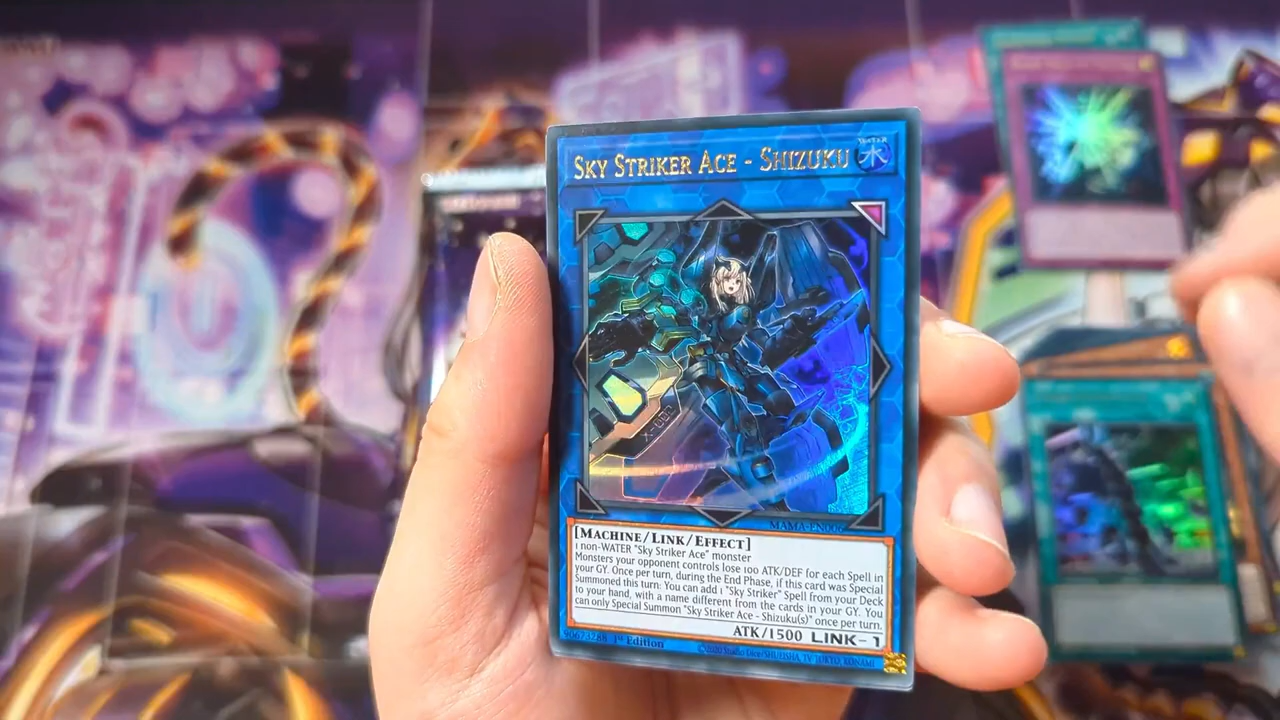 SKY STRIKER ACE - SHIZUKU
WATER
水
X-002
MAMA-EN006
[MACHINE/LINK/EFFECT]
1 non-WATER "Sky Striker Ace" monster
Monsters your opponent controls lose 100 ATK/DEF for each Spell in
your GY. Once per turn, during the End Phase, if this card was Special
Summoned this turn: You can add 1 "Sky Striker" Spell from your Deck
to your hand, with a name different from the cards in your GY. You
can only Special Summon "Sky Striker Ace - Shizuku(s)" once per turn.
ATK/1500 LINK-1
90673288 1st Edition
©2020 Studio Dice/SHUEISHA, TV TOKYO, KONAMI